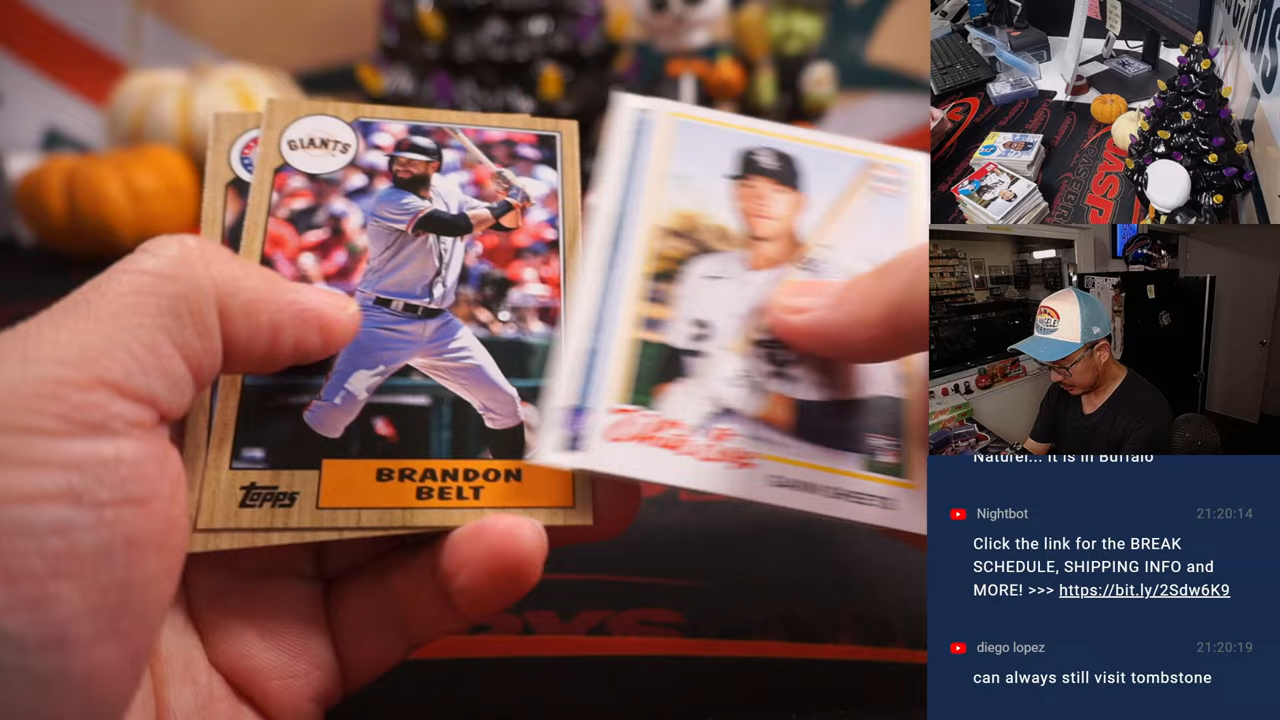 GIANTS
BRANDON
BELT
Topps
Nature!... It is in Buffalo
Nightbot
21:20:14
Click the link for the BREAK
SCHEDULE, SHIPPING INFO and
MORE! >>> https://bit.ly/2Sdw6K9
diego lopez
21:20:19
can always still visit tombstone